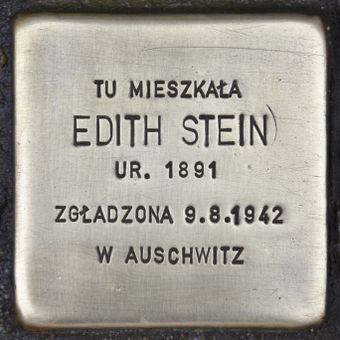 TU MIESZKAŁA
EDITH STEIN
UR. 1891
ZGŁADZONA 9.8.1942
W AUSCHWITZ